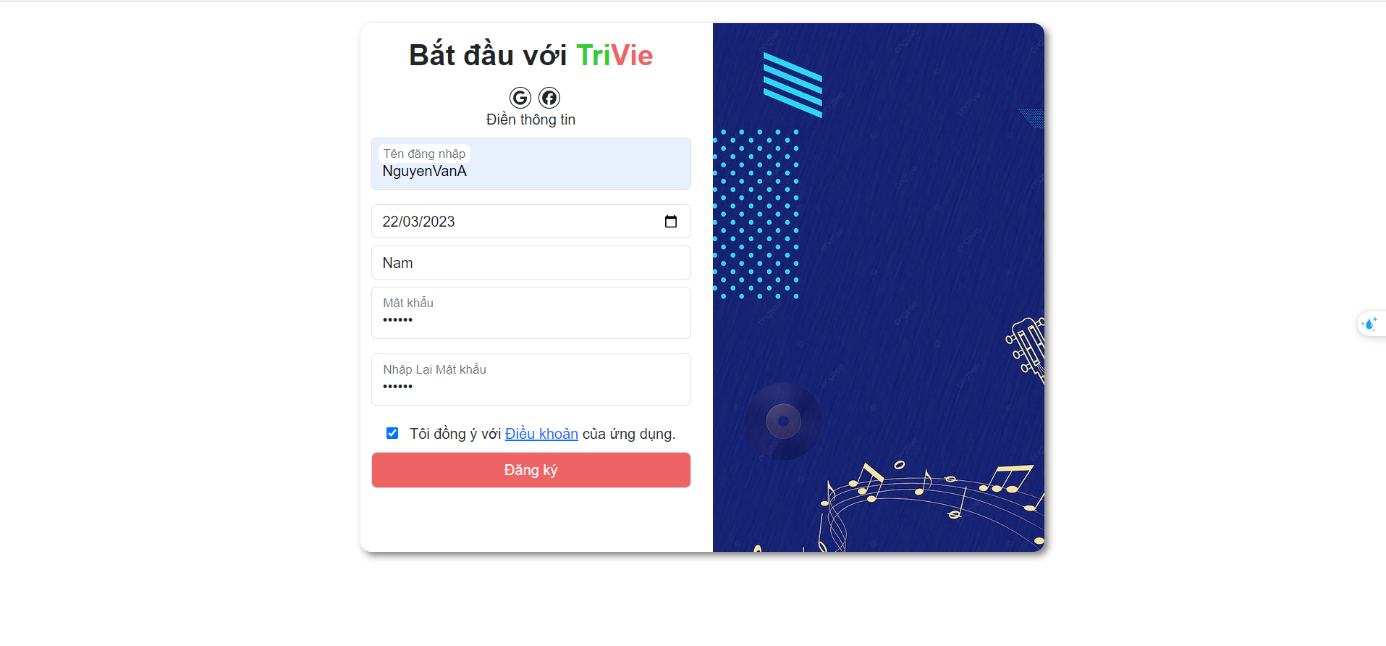 Bắt đầu với TriVie
Điền thông tin
Tên đăng nhập
NguyenVanA
22/03/2023
Nam
Mật khẩu
••••••
Nhập Lại Mật khẩu
••••••
Tôi đồng ý với Điều khoản của ứng dụng.
Đăng ký